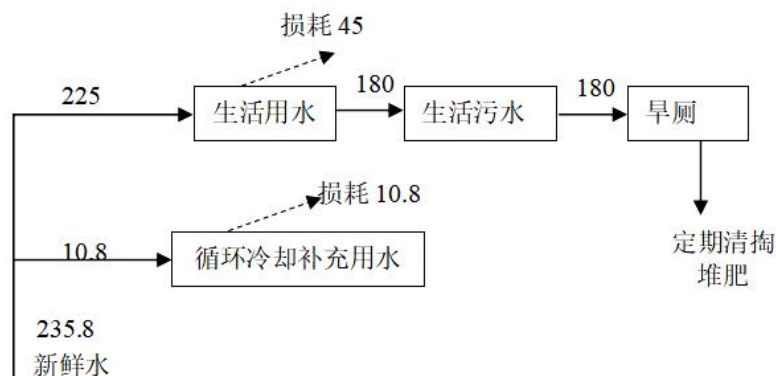 损耗 45
225
生活用水
180
生活污水
180
旱厕
损耗 10.8
10.8
循环冷却补充用水
定期清掏
堆肥
235.8
新鲜水